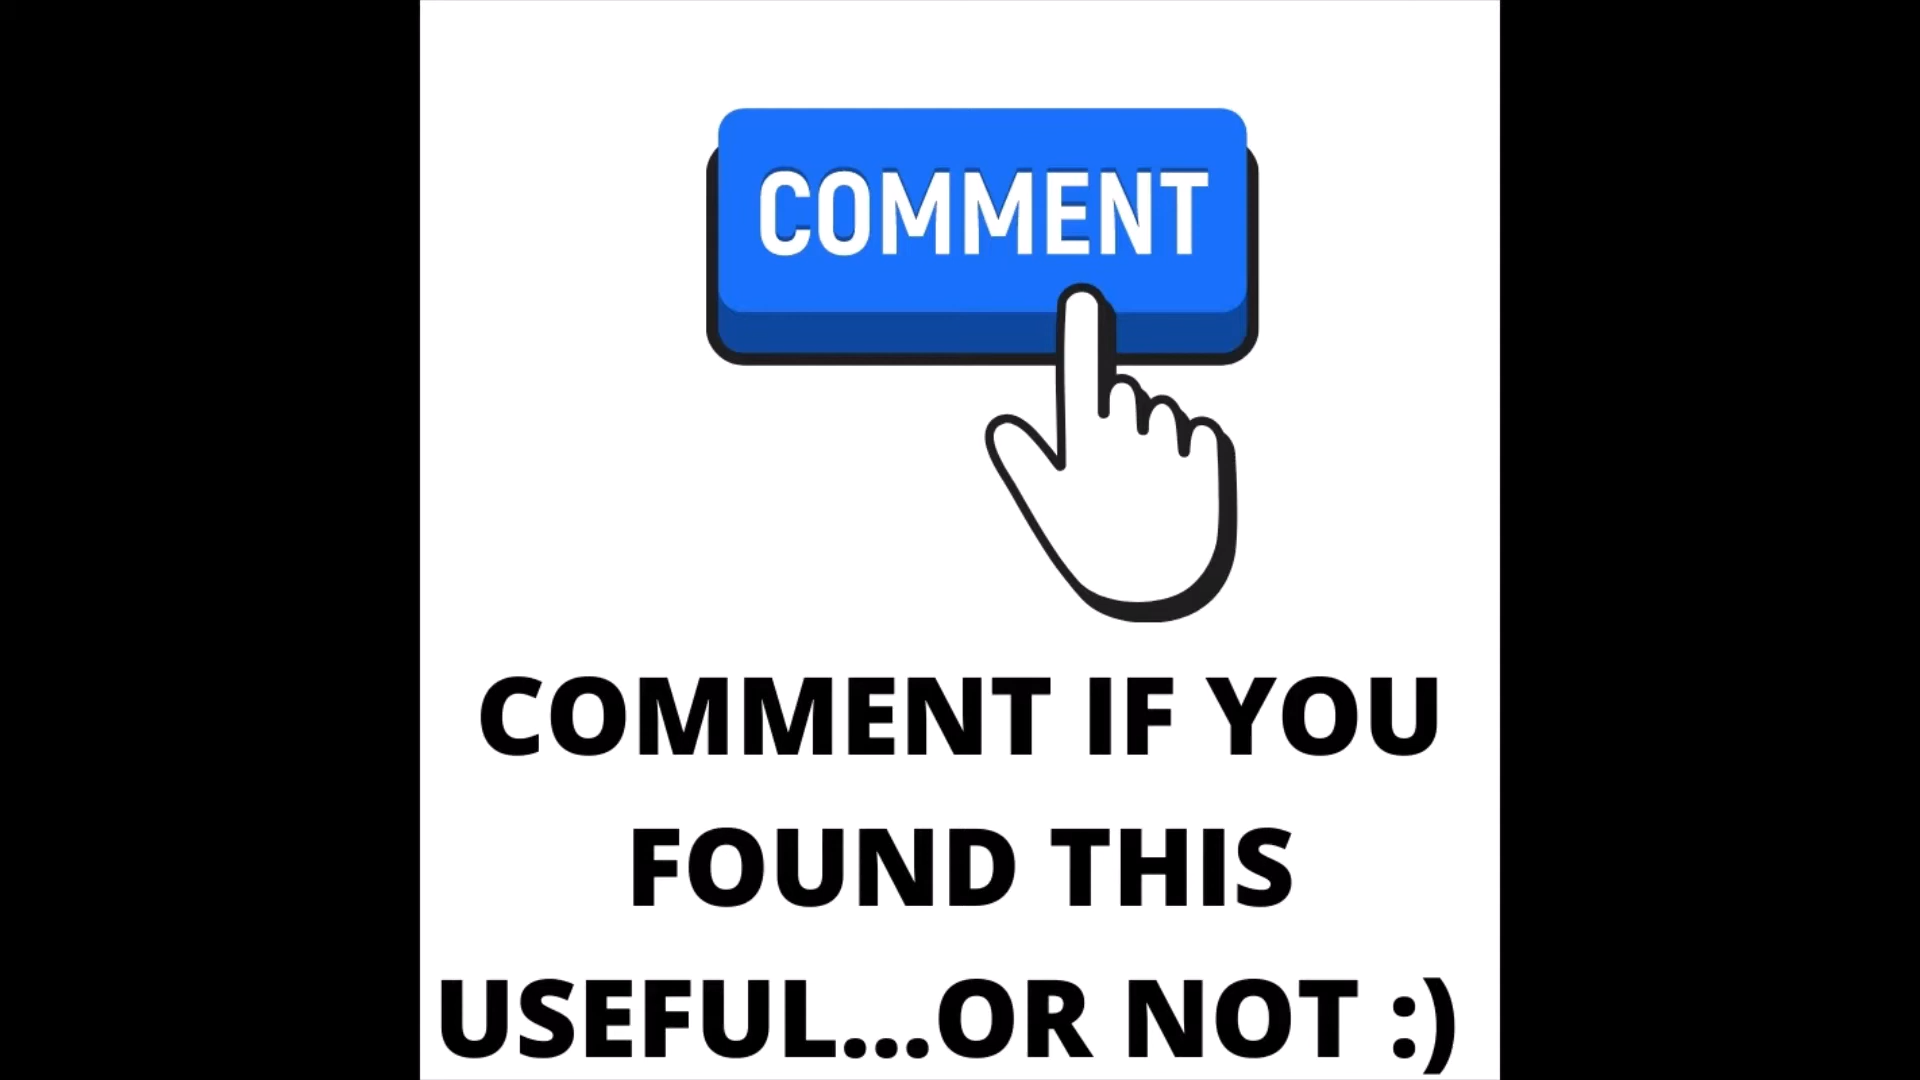 COMMENT
COMMENT IF YOU
FOUND THIS
USEFUL...OR NOT :)